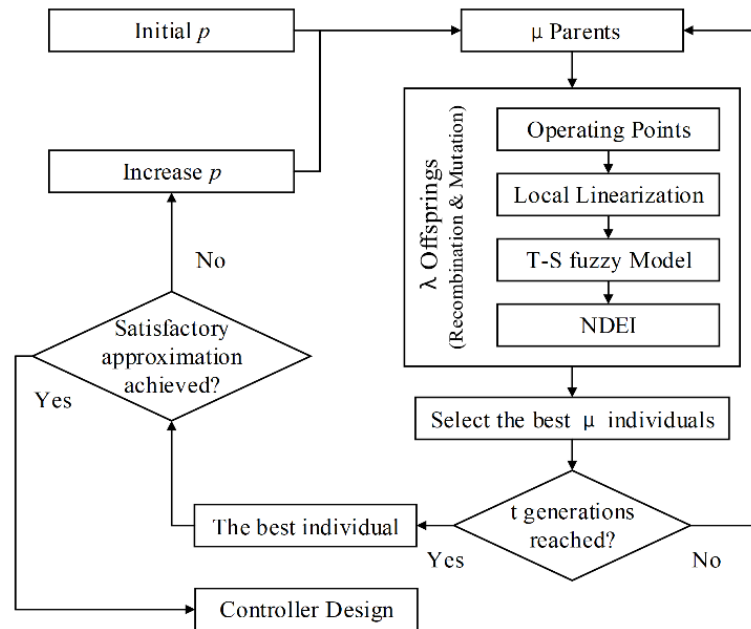 Initial p
μ Parents
Increase p
λ Offsprings
(Recombination & Mutation)
Operating Points
Local Linearization
T-S fuzzy Model
NDEI
No
Satisfactory
approximation
achieved?
Yes
Select the best μ individuals
The best individual
t generations
reached?
Yes
No
Controller Design